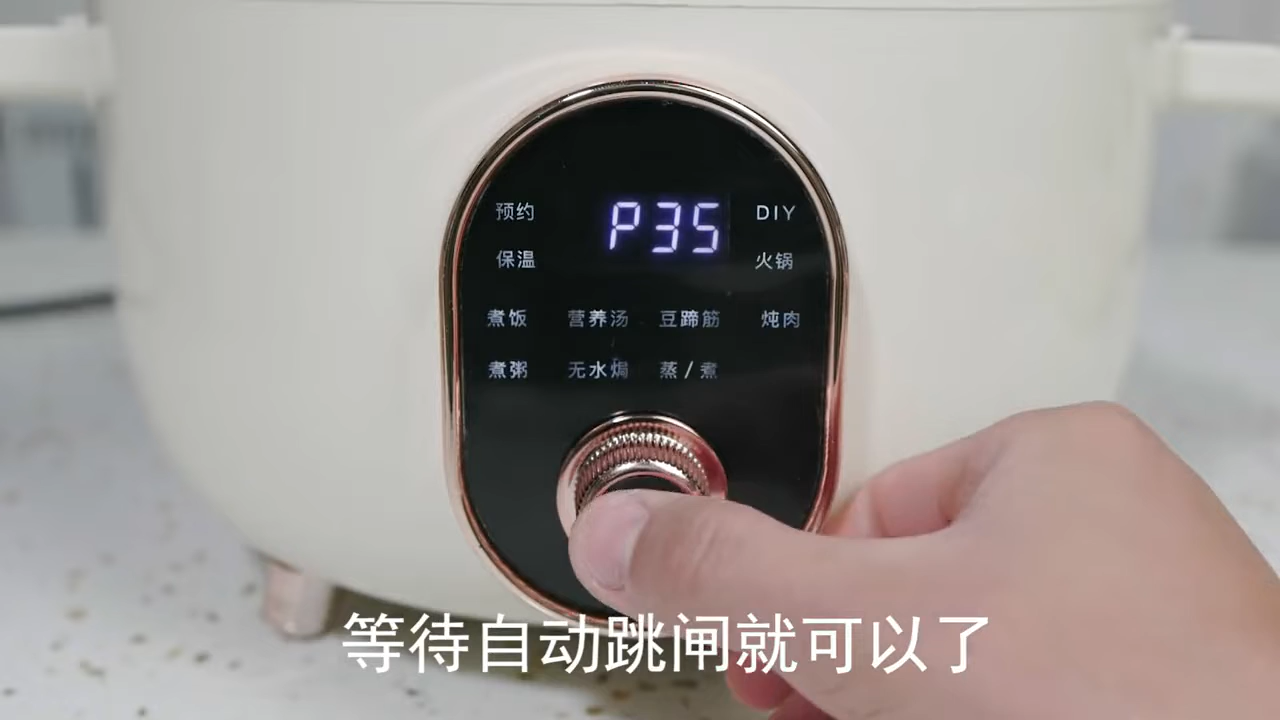 预约 P35 DIY
保温 火锅
煮饭 营养汤 豆蹄筋 炖肉
煮粥 无水焗 蒸/煮
等待自动跳闸就可以了